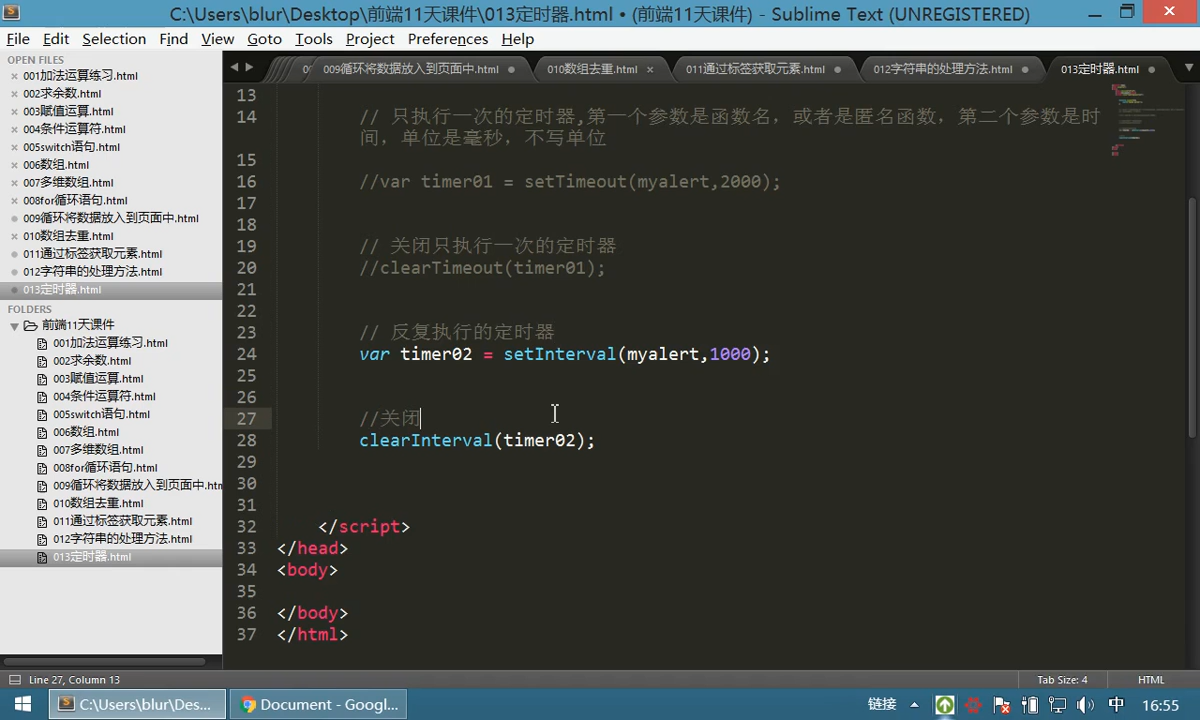 C:\Users\blur\Desktop\前端11天课件\013定时器.html • (前端11天课件) - Sublime Text (UNREGISTERED)
File Edit Selection Find View Goto Tools Project Preferences Help
OPEN FILES
001加法运算练习.html
002求余数.html
003赋值运算.html
004条件运算符.html
005switch语句.html
006数组.html
007多维数组.html
008for循环语句.html
009循环将数据放入到页面中.html
010数组去重.html
011通过标签获取元素.html
012字符串的处理方法.html
013定时器.html
FOLDERS
前端11天课件
001加法运算练习.html
002求余数.html
003赋值运算.html
004条件运算符.html
005switch语句.html
006数组.html
007多维数组.html
008for循环语句.html
009循环将数据放入到页面中.htm
010数组去重.html
011通过标签获取元素.html
012字符串的处理方法.html
013定时器.html
009循环将数据放入到页面中.html 010数组去重.html 011通过标签获取元素.html 012字符串的处理方法.html 013定时器.html
13
14 // 只执行一次的定时器,第一个参数是函数名，或者是匿名函数，第二个参数是时
间，单位是毫秒，不写单位
15
16 //var timer01 = setTimeout(myalert,2000);
17
18
19 // 关闭只执行一次的定时器
20 //clearTimeout(timer01);
21
22
23 // 反复执行的定时器
24 var timer02 = setInterval(myalert,1000);
25
26
27 //关闭
28 clearInterval(timer02);
29
30
31
32 </script>
33 </head>
34 <body>
35
36 </body>
37 </html>
Line 27, Column 13 Tab Size: 4 HTML
C:\Users\blur\Des... Document - Googl... 链接 中 16:55